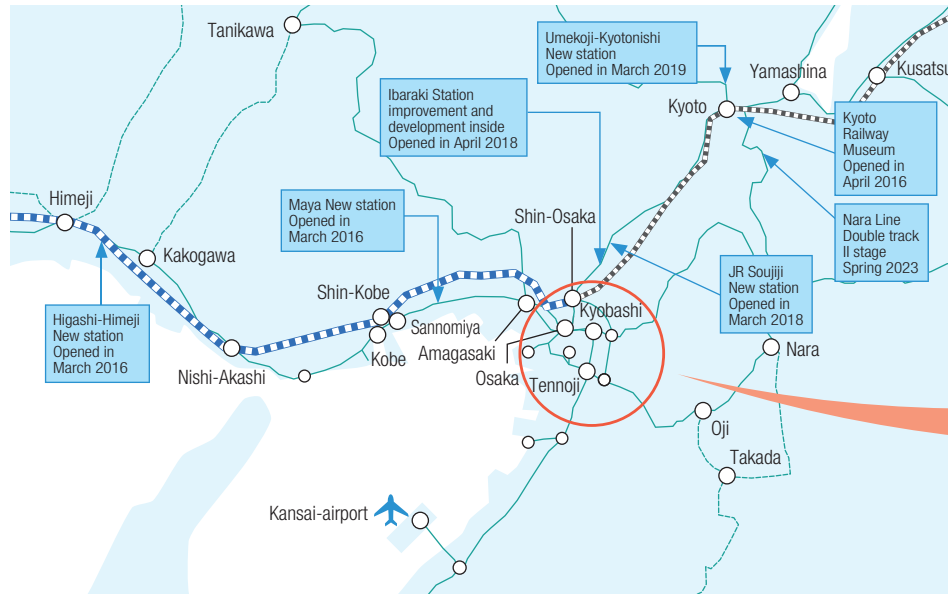 Tanikawa
Umekoji-Kyotonishi
New station
Opened in March 2019
Yamashina
Kusatsu
Kyoto
Ibaraki Station
improvement and
development inside
Opened in April 2018
Kyoto
Railway
Museum
Opened in
April 2016
Himeji
Maya New station
Opened in
March 2016
Shin-Osaka
Nara Line
Double track
II stage
Spring 2023
Kakogawa
JR Soujiji
New station
Opened in
March 2018
Shin-Kobe
Kyobashi
Higashi-Himeji
New station
Opened in
March 2016
Sannomiya
Amagasaki
Kobe
Nara
Nishi-Akashi
Osaka
Tennoji
Oji
Takada
Kansai-airport